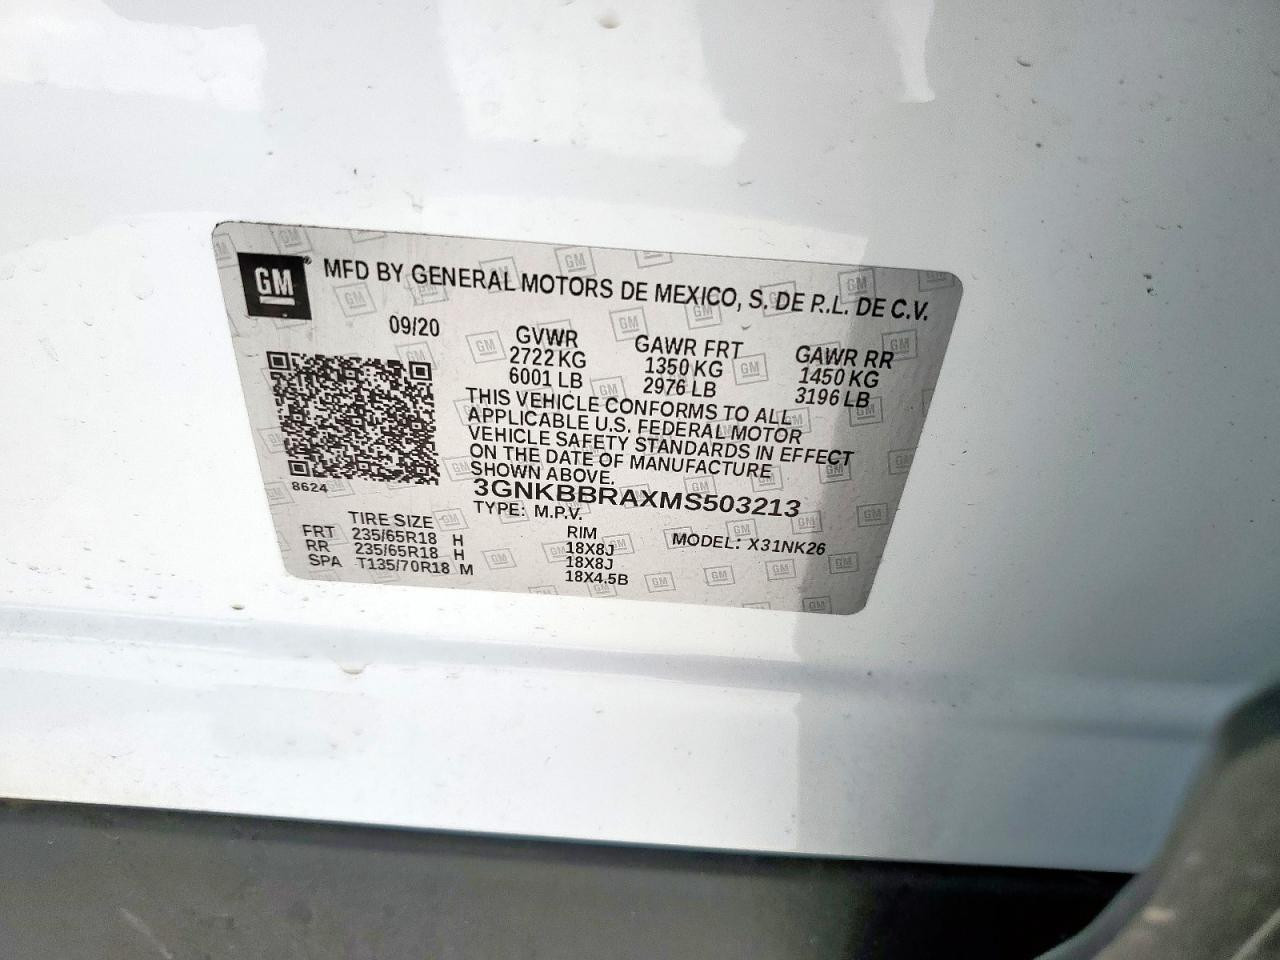 GM
MFD BY GENERAL MOTORS DE MEXICO, S. DE R.L. DE C.V.
09/20
GVWR GAWR FRT GAWR RR
2722 KG 1350 KG 1450 KG
6001 LB 2976 LB 3196 LB
THIS VEHICLE CONFORMS TO ALL
APPLICABLE U.S. FEDERAL MOTOR
VEHICLE SAFETY STANDARDS IN EFFECT
ON THE DATE OF MANUFACTURE
SHOWN ABOVE.
8624
3GNKBBRAXMS503213
TYPE: M.P.V.
MODEL: X31NK26
TIRE SIZE RIM
FRT 235/65R18 H 18X8J
RR 235/65R18 H 18X8J
SPA T135/70R18 M 18X4.5B